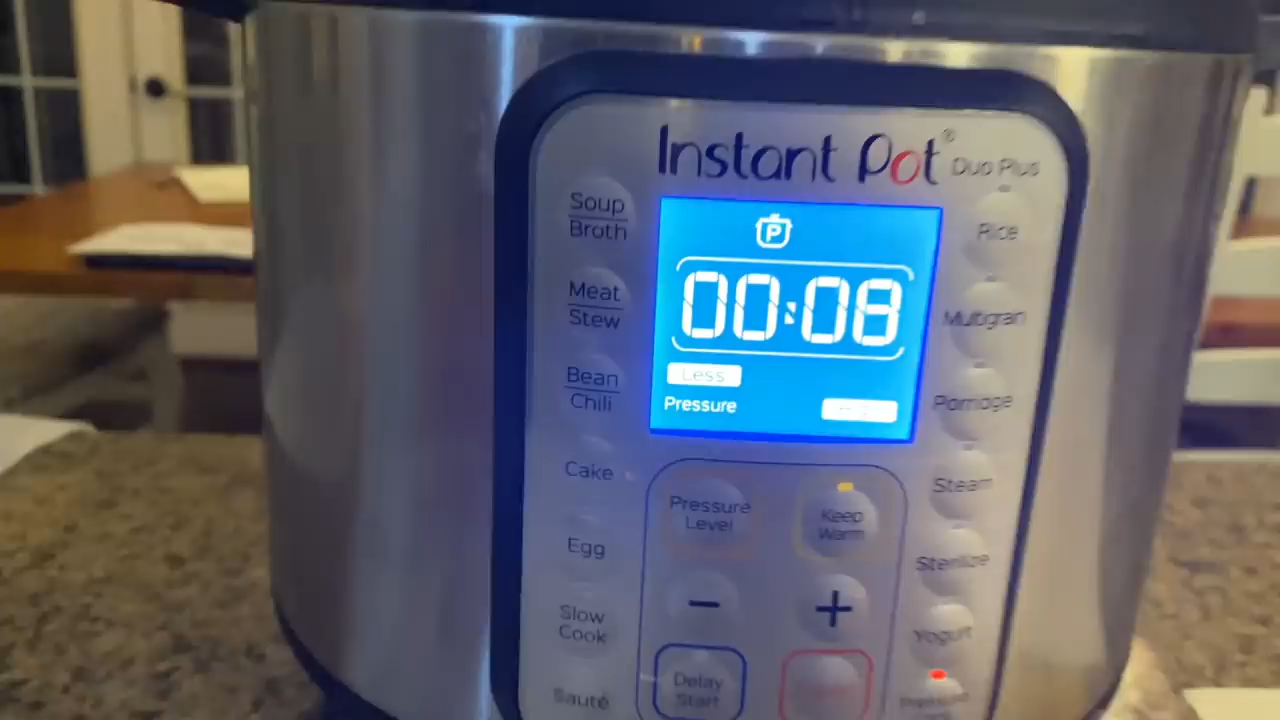 Instant Pot® Duo Plus
Soup
Broth
Meat
Stew
Bean
Chili
Cake
Egg
Slow
Cook
Sauté
P
00:08
Less
Pressure
Rice
Multigrain
Porridge
Steam
Sterilize
Yogurt
Pressure
Pressure
Level
Keep
Warm
−
+
Delay
Start